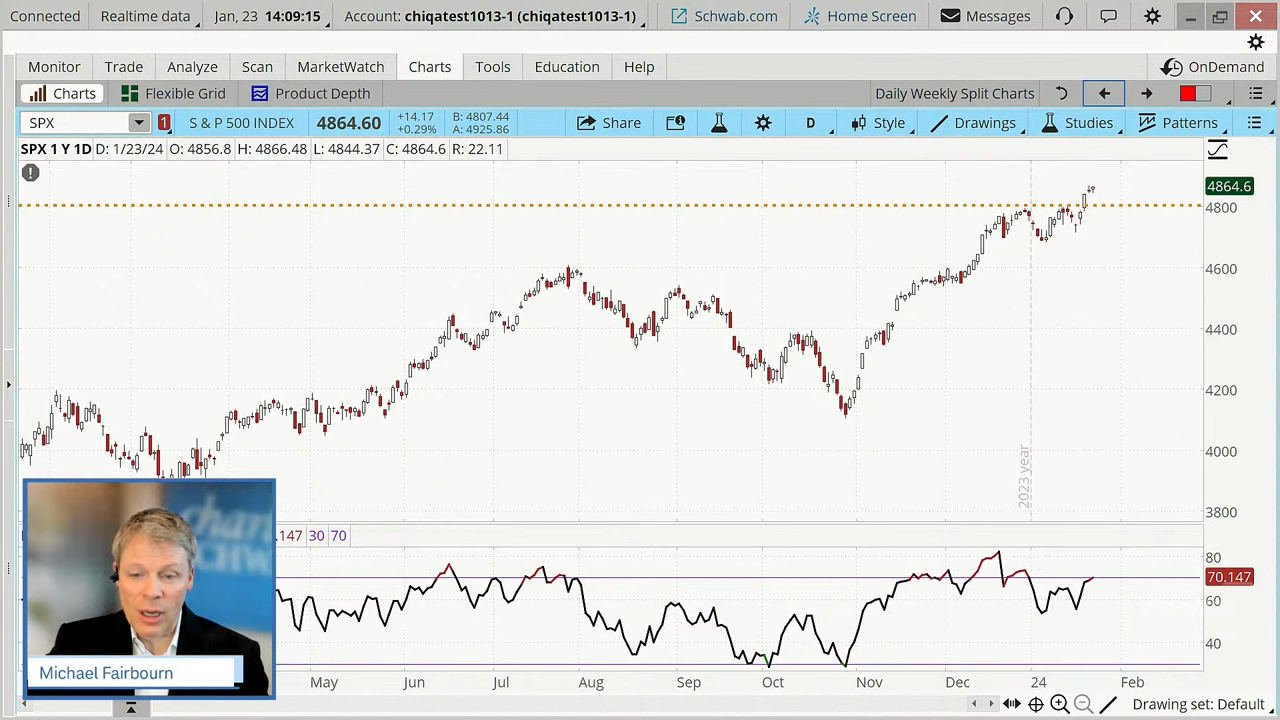 Connected Realtime data Jan, 23 14:09:15 Account: chiqatest1013-1 (chiqatest1013-1) Schwab.com Home Screen Messages
Monitor Trade Analyze Scan MarketWatch Charts Tools Education Help OnDemand
Charts Flexible Grid Product Depth Daily Weekly Split Charts
SPX 1 S & P 500 INDEX 4864.60 +14.17 +0.29% B: 4807.44 A: 4925.86 Share D Style Drawings Studies Patterns
SPX 1 Y 1D D: 1/23/24 O: 4856.8 H: 4866.48 L: 4844.37 C: 4864.6 R: 22.11
4864.6
4800
4600
4400
4200
4000
3800
2023 year
.147 30 70
80
70.147
60
40
Michael Fairbourn
May Jun Jul Aug Sep Oct Nov Dec 24 Feb
Drawing set: Default